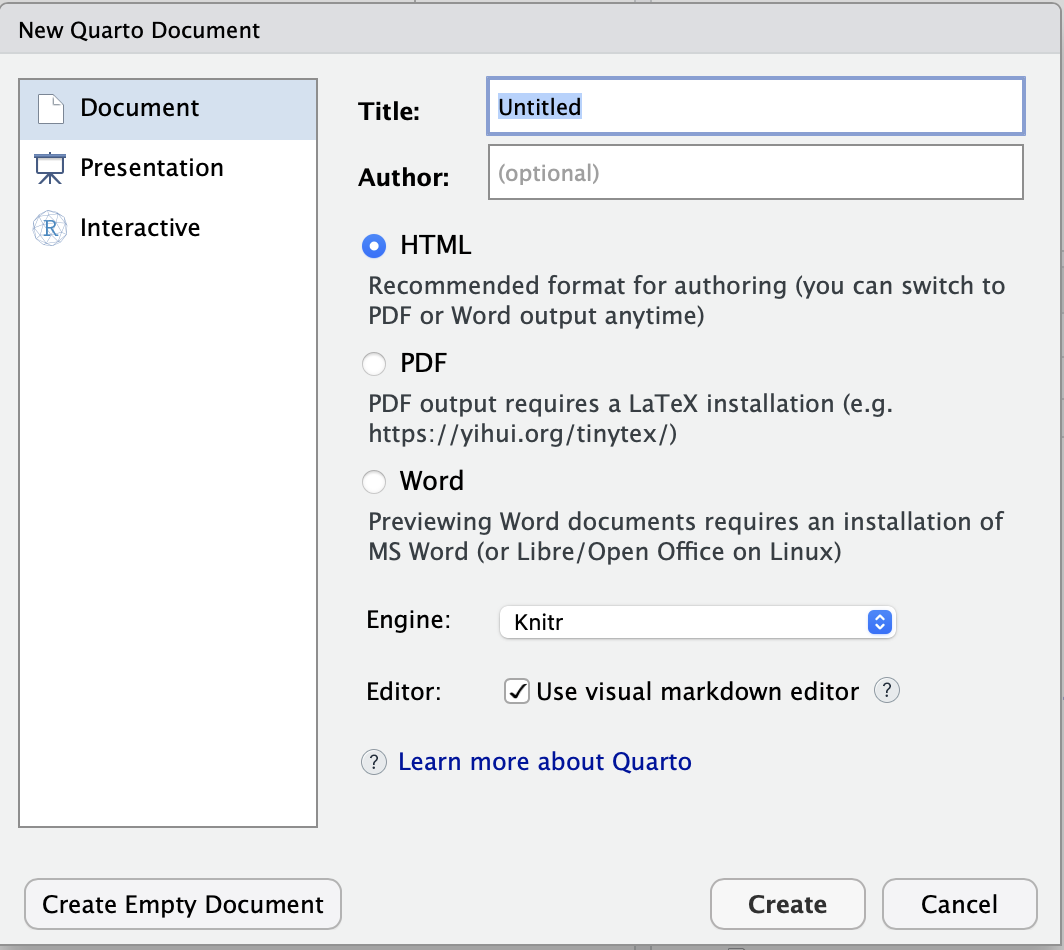 New Quarto Document
Document
Presentation
R Interactive
Title: Untitled
Author: (optional)
HTML
Recommended format for authoring (you can switch to
PDF or Word output anytime)
PDF
PDF output requires a LaTeX installation (e.g.
https://yihui.org/tinytex/)
Word
Previewing Word documents requires an installation of
MS Word (or Libre/Open Office on Linux)
Engine: Knitr
Editor: Use visual markdown editor ?
? Learn more about Quarto
Create Empty Document Create Cancel